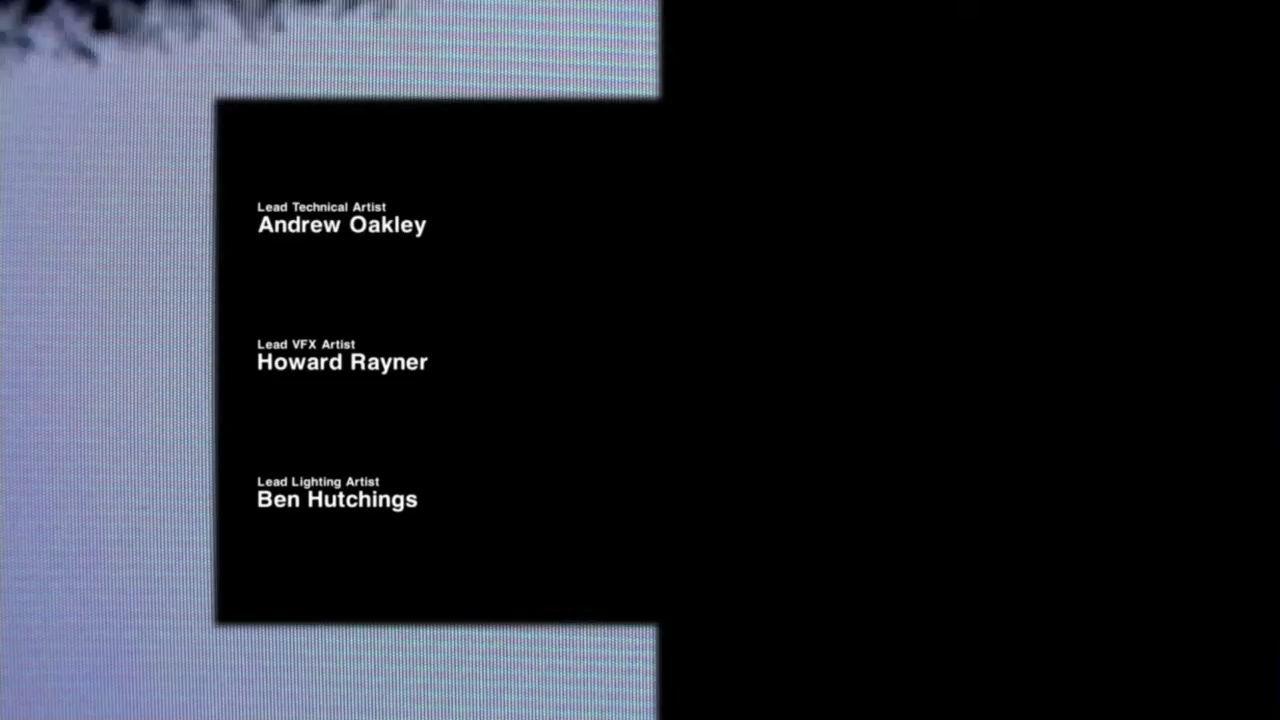 Lead Technical Artist
Andrew Oakley
Lead VFX Artist
Howard Rayner
Lead Lighting Artist
Ben Hutchings